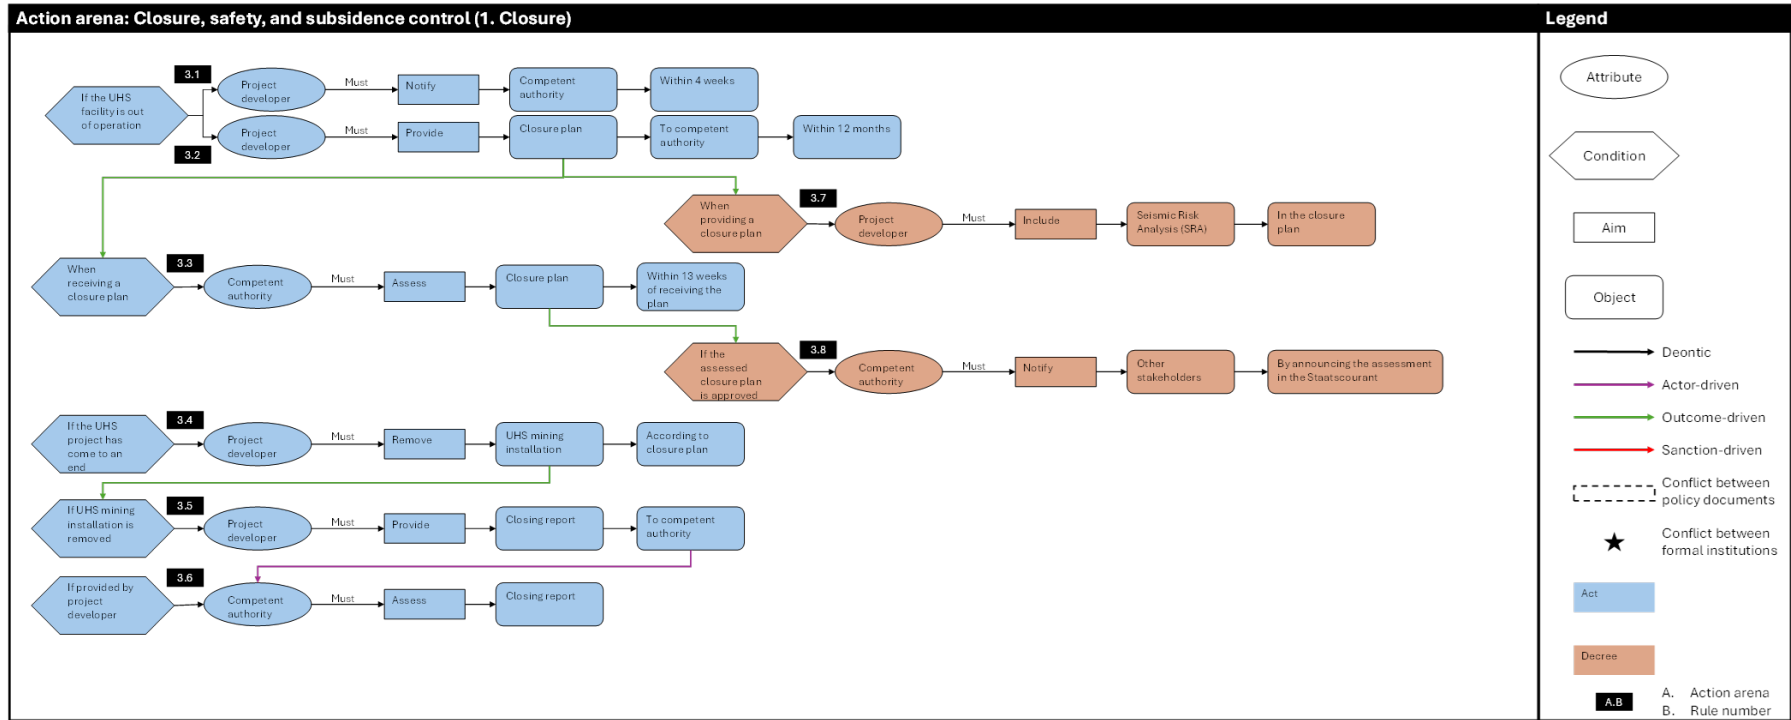 Action arena: Closure, safety, and subsidence control (1. Closure)
Legend
3.1
If the UHS
facility is out
of operation
Project
developer
Must
Notify
Competent
authority
Within 4 weeks
3.2
Project
developer
Must
Provide
Closure plan
To competent
authority
Within 12 months
When
providing a
closure plan
3.7
Project
developer
Must
Include
Seismic Risk
Analysis (SRA)
In the closure
plan
When
receiving a
closure plan
3.3
Competent
authority
Must
Assess
Closure plan
Within 13 weeks
of receiving the
plan
If the
assessed
closure plan
is approved
3.8
Competent
authority
Must
Notify
Other
stakeholders
By announcing the assessment
in the Staatscourant
If the UHS
project has
come to an
end
3.4
Project
developer
Must
Remove
UHS mining
installation
According to
closure plan
If UHS mining
installation is
removed
3.5
Project
developer
Must
Provide
Closing report
To competent
authority
If provided by
project
developer
3.6
Competent
authority
Must
Assess
Closing report
Attribute
Condition
Aim
Object
Deontic
Actor-driven
Outcome-driven
Sanction-driven
Conflict between
policy documents
Conflict between
formal institutions
Act
Decree
A.B
A. Action arena
B. Rule number